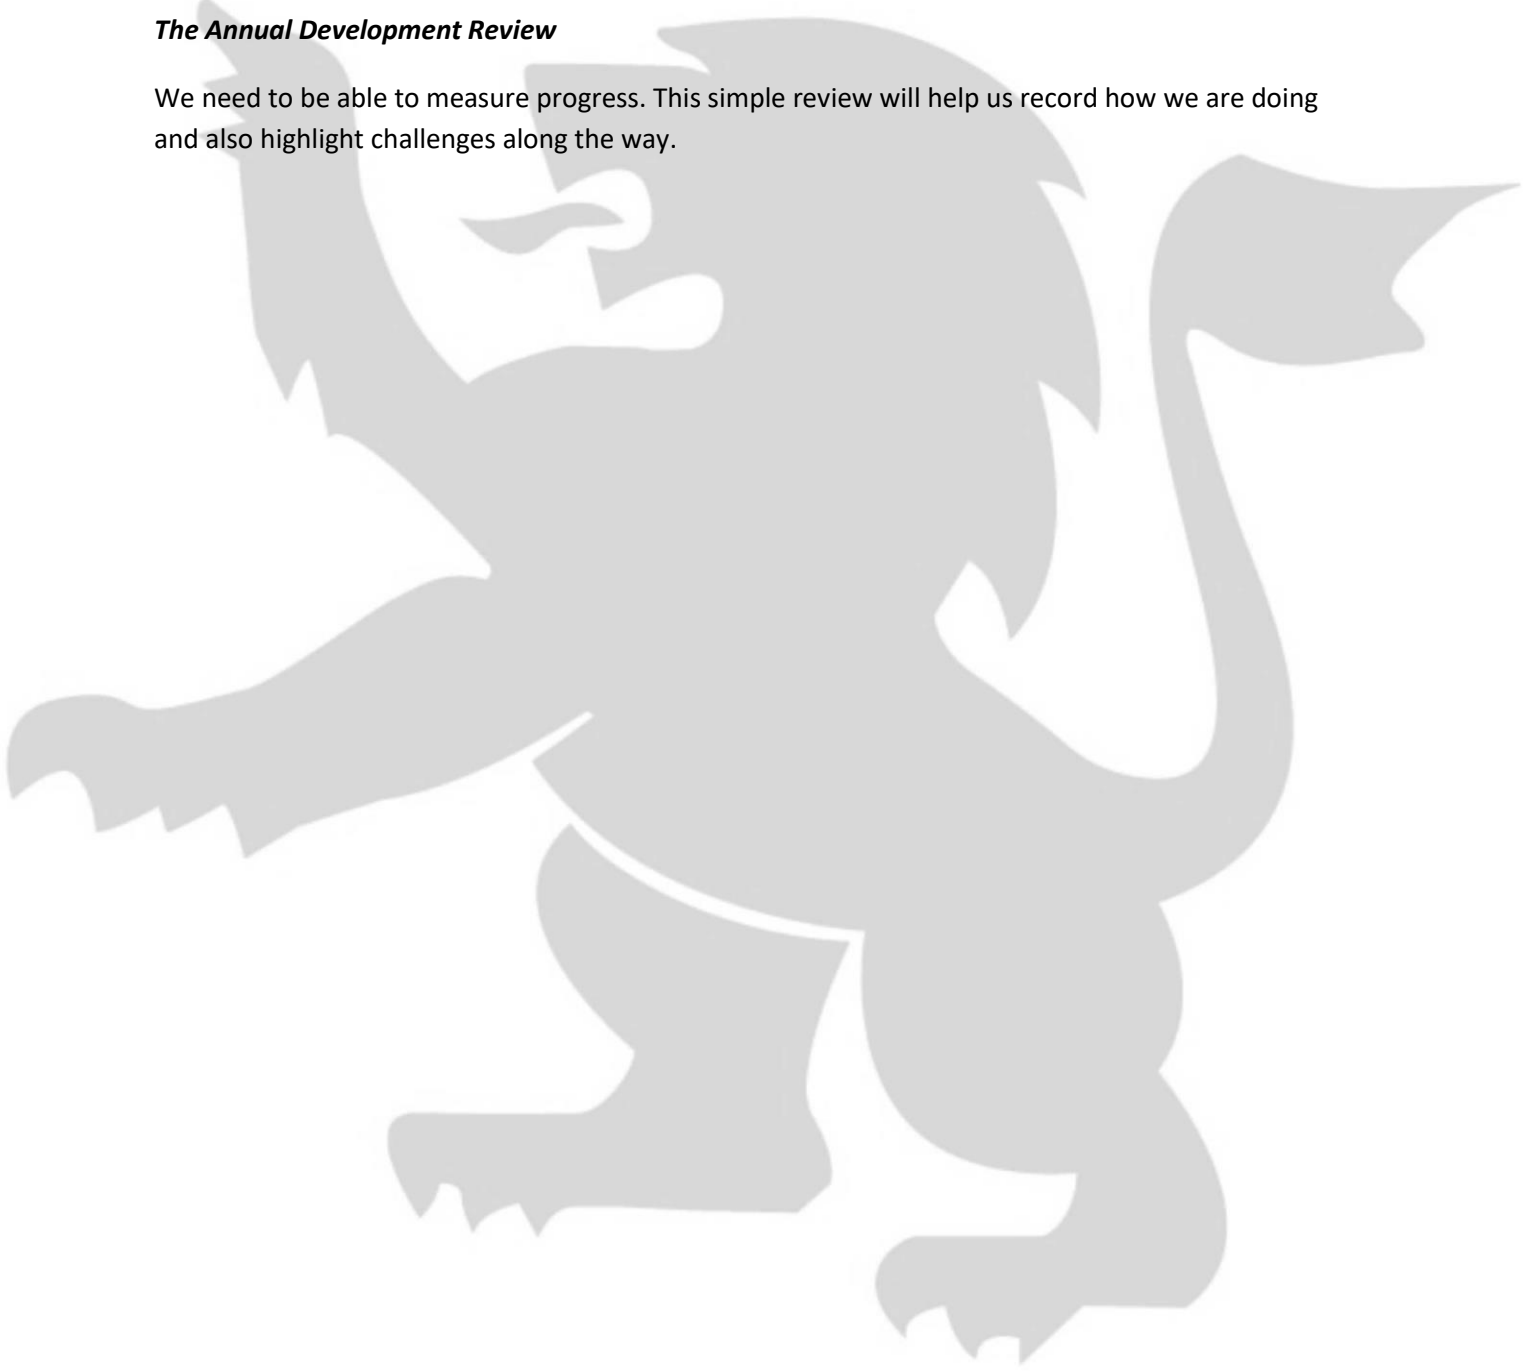 The Annual Development Review
We need to be able to measure progress. This simple review will help us record how we are doing
and also highlight challenges along the way.